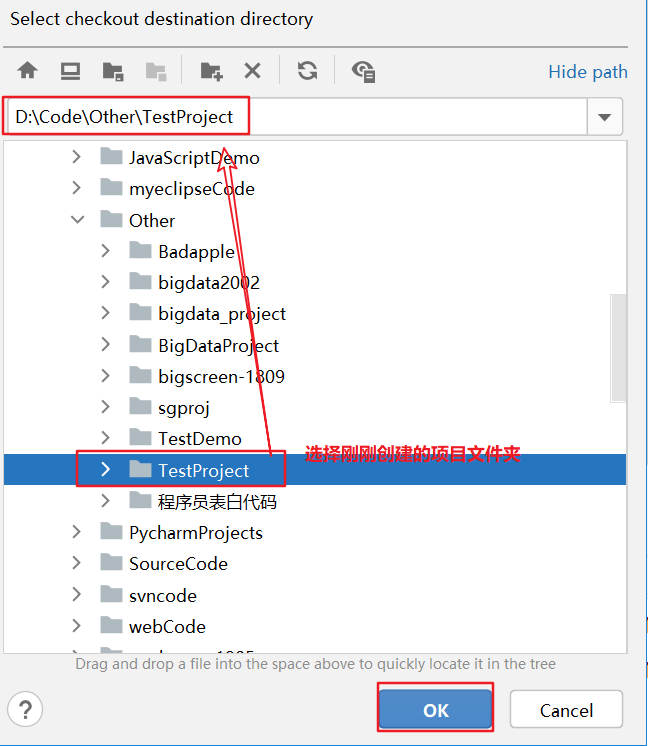 Select checkout destination directory
Hide path
D:\Code\Other\TestProject
JavaScriptDemo
myeclipseCode
Other
Badapple
bigdata2002
bigdata_project
BigDataProject
bigscreen-1809
sgproj
TestDemo
选择刚刚创建的项目文件夹
TestProject
程序员表白代码
PycharmProjects
SourceCode
svncode
webCode
Drag and drop a file into the space above to quickly locate it in the tree
?
OK
Cancel